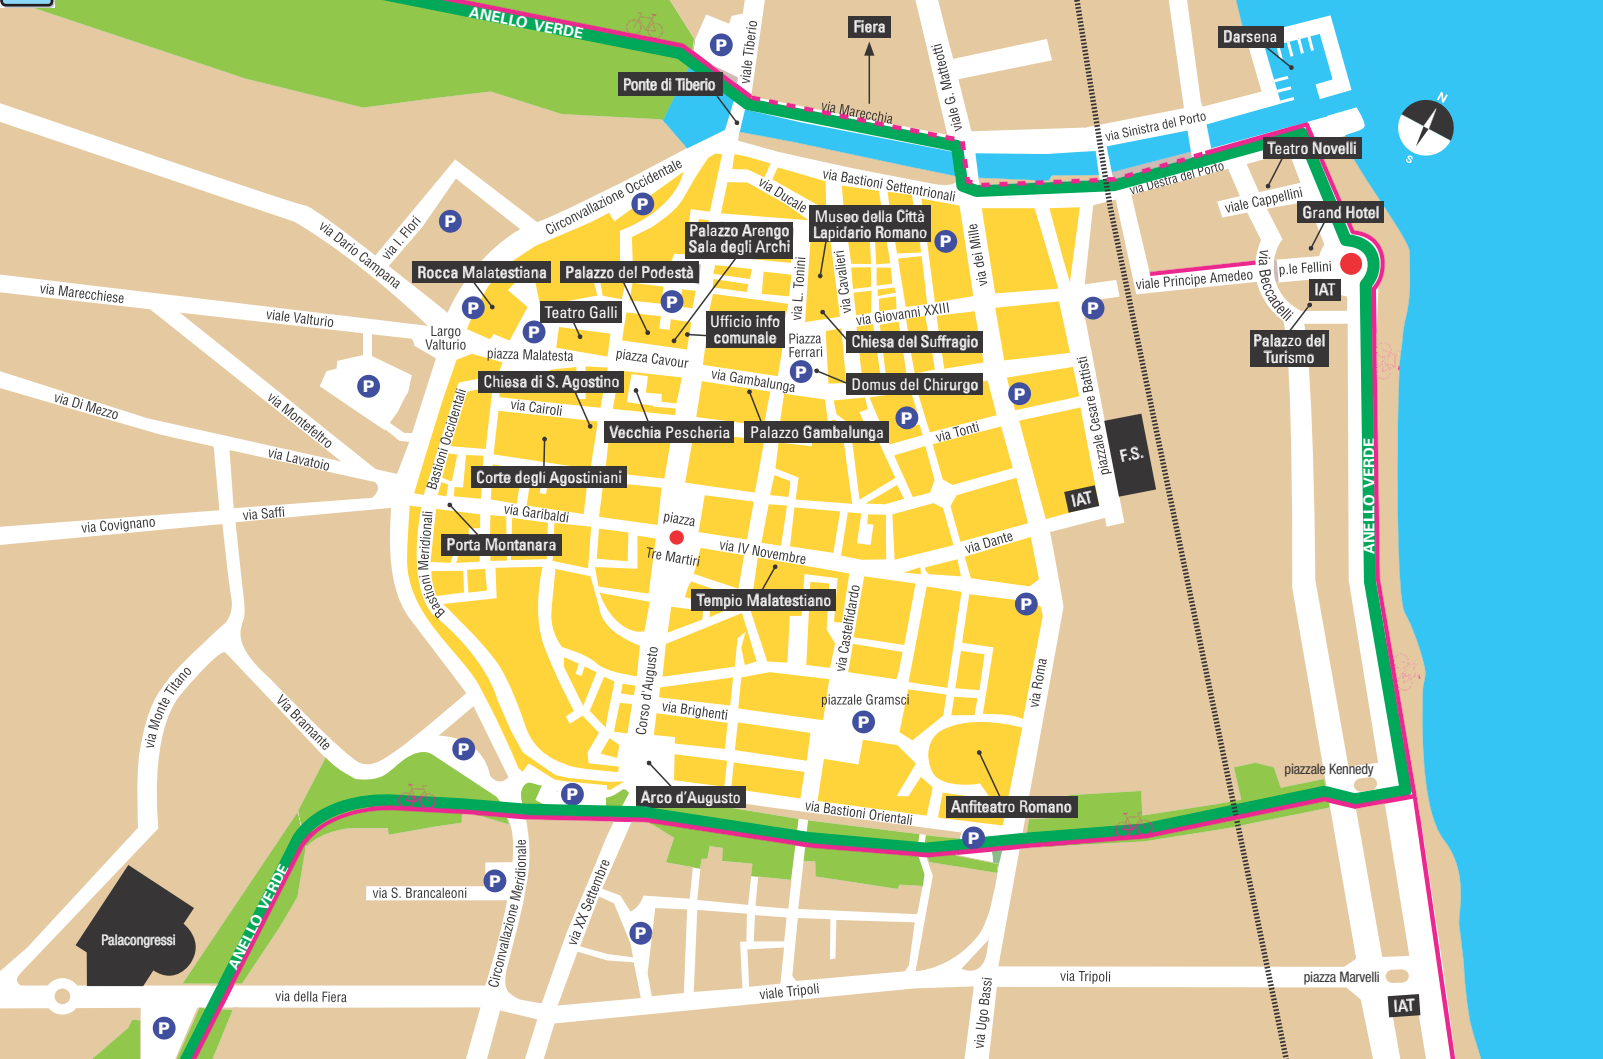 ANELLO VERDE
P
viale Tiberio
Fiera
viale G. Matteotti
Darsena
Ponte di Tiberio
via Marecchia
via Sinistra del Porto
N
S
Teatro Novelli
via Destra del Porto
viale Cappellini
Grand Hotel
Circonvallazione Occidentale
via Ducale
via Bastioni Settentrionali
P
P
via I. Fiori
via Dario Campana
Palazzo Arengo
Sala degli Archi
Museo della Città
Lapidario Romano
P
via dei Mille
via Beccadelli
p.le Fellini
viale Principe Amedeo
IAT
Rocca Malatestiana
Palazzo del Podestà
via L. Tonini
via Cavalieri
via Marecchiese
viale Valturio
P
P
P
Teatro Galli
Ufficio info
comunale
via Giovanni XXIII
P
Largo
Valturio
piazza Malatesta
piazza Cavour
Piazza
Ferrari
Chiesa del Suffragio
Palazzo del
Turismo
P
Chiesa di S. Agostino
via Gambalunga
P
Domus del Chirurgo
P
piazzale Cesare Battisti
via Di Mezzo
via Montefeltro
Bastioni Occidentali
via Cairoli
P
Vecchia Pescheria
Palazzo Gambalunga
via Tonti
via Lavatoio
F.S.
Corte degli Agostiniani
IAT
ANELLO VERDE
via Covignano
via Saffi
via Garibaldi
piazza
Tre Martiri
Porta Montanara
Bastioni Meridionali
via IV Novembre
via Dante
Tempio Malatestiano
P
via Castelfidardo
via Monte Titano
Via Bramante
Corso d'Augusto
via Roma
via Brighenti
piazzale Gramsci
P
P
piazzale Kennedy
P
Arco d'Augusto
Anfiteatro Romano
via Bastioni Orientali
P
ANELLO VERDE
via S. Brancaleoni
P
Circonvallazione Meridionale
via XX Settembre
P
Palacongressi
via della Fiera
viale Tripoli
via Ugo Bassi
via Tripoli
piazza Marvelli
IAT
P